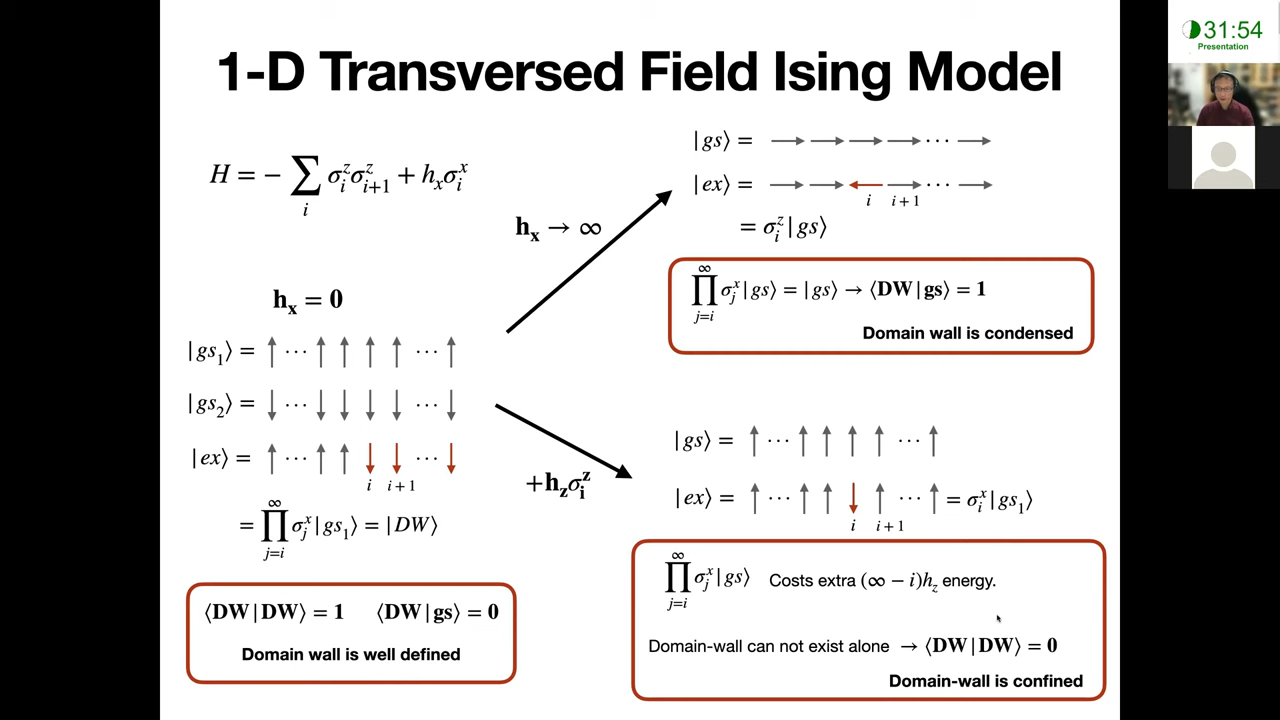 31:54
Presentation
1-D Transversed Field Ising Model
H = − ∑_i σ_i^z σ_{i+1}^z + h_x σ_i^x
h_x → ∞
|gs⟩ = → → → → ⋯ →
|ex⟩ = → → ← → ⋯ →
i i + 1
= σ_i^z |gs⟩
∏_{j=i}^∞ σ_j^x |gs⟩ = |gs⟩ → ⟨DW|gs⟩ = 1
Domain wall is condensed
h_x = 0
|gs_1⟩ = ↑ ⋯ ↑ ↑ ↑ ↑ ⋯ ↑
|gs_2⟩ = ↓ ⋯ ↓ ↓ ↓ ↓ ⋯ ↓
|ex⟩ = ↑ ⋯ ↑ ↑ ↓ ↓ ⋯ ↓
i i + 1
= ∏_{j=i}^∞ σ_j^x |gs_1⟩ = |DW⟩
⟨DW|DW⟩ = 1 ⟨DW|gs⟩ = 0
Domain wall is well defined
+h_z σ_i^z
|gs⟩ = ↑ ⋯ ↑ ↑ ↑ ↑ ⋯ ↑
|ex⟩ = ↑ ⋯ ↑ ↑ ↓ ↑ ⋯ ↑ = σ_i^x |gs_1⟩
i i + 1
∏_{j=i}^∞ σ_j^x |gs⟩ Costs extra (∞ − i)h_z energy.
Domain-wall can not exist alone → ⟨DW|DW⟩ = 0
Domain-wall is confined